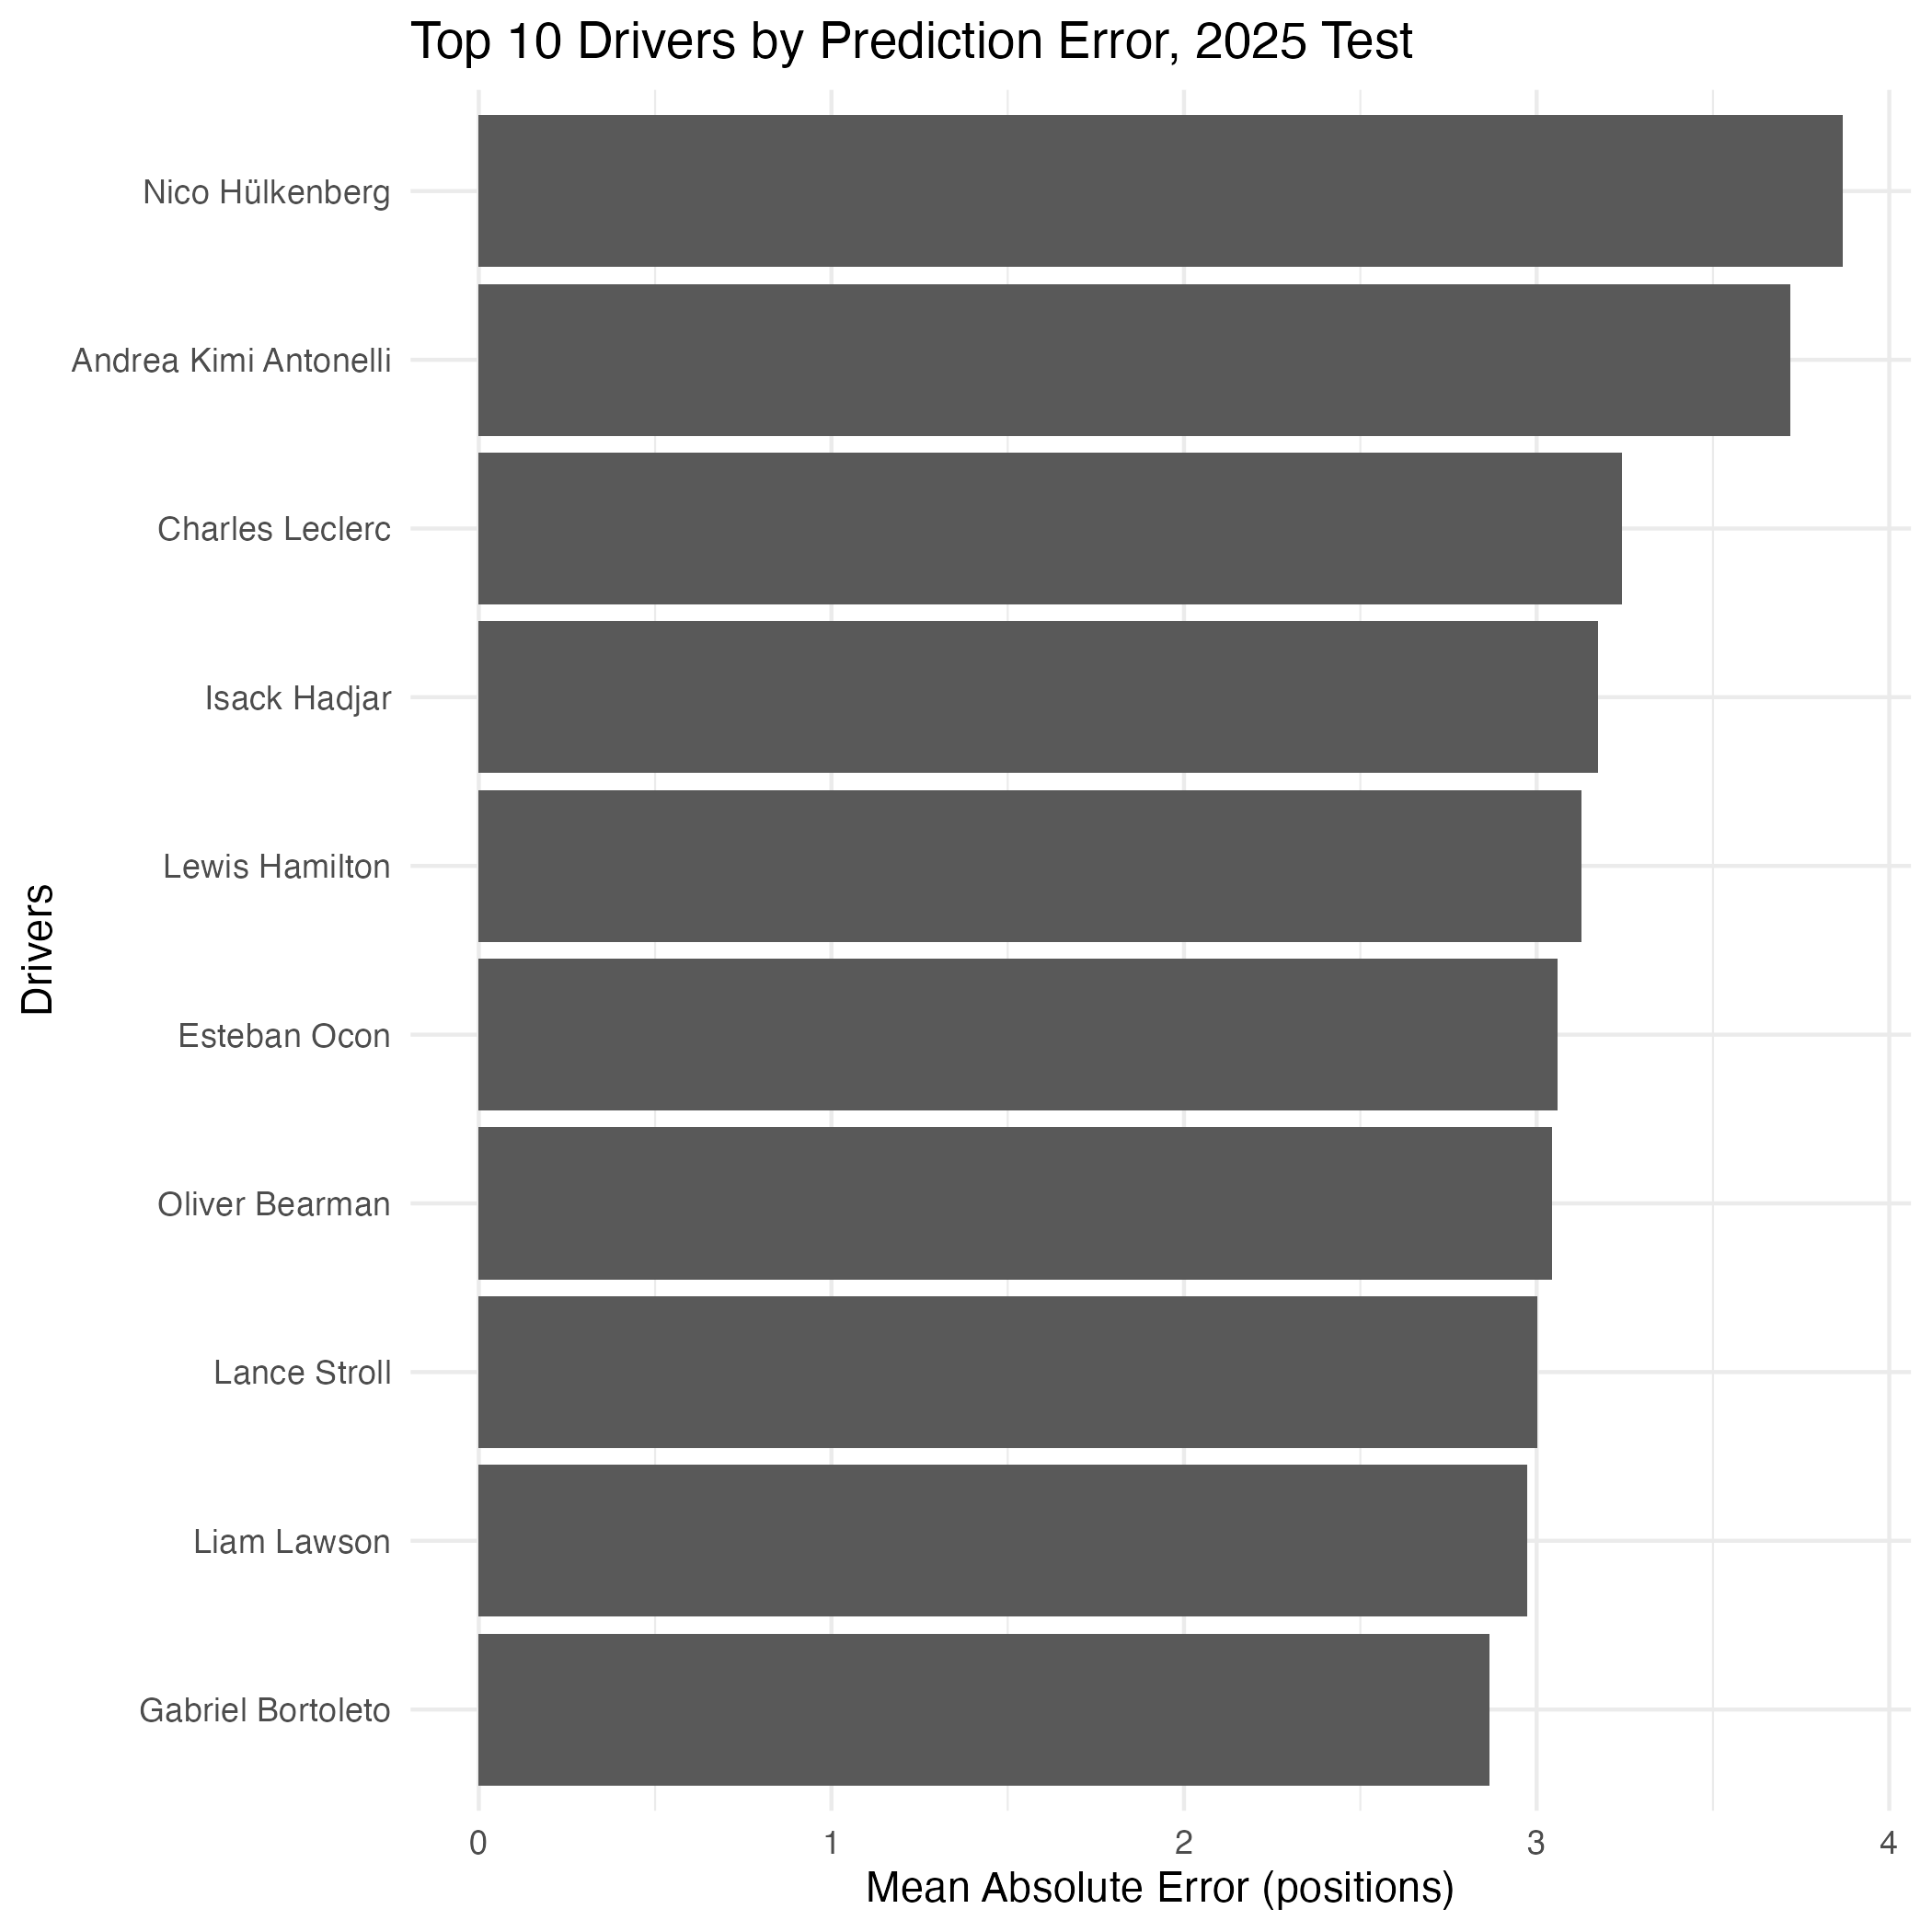 Top 10 Drivers by Prediction Error, 2025 Test
Drivers
Nico Hülkenberg
Andrea Kimi Antonelli
Charles Leclerc
Isack Hadjar
Lewis Hamilton
Esteban Ocon
Oliver Bearman
Lance Stroll
Liam Lawson
Gabriel Bortoleto
0 1 2 3 4
Mean Absolute Error (positions)